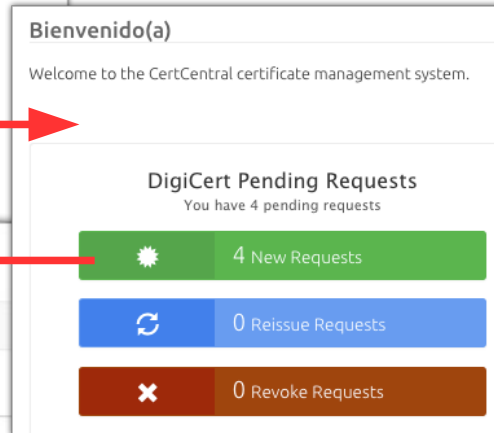 Bienvenido(a)
Welcome to the CertCentral certificate management system.
DigiCert Pending Requests
You have 4 pending requests
4 New Requests
0 Reissue Requests
0 Revoke Requests